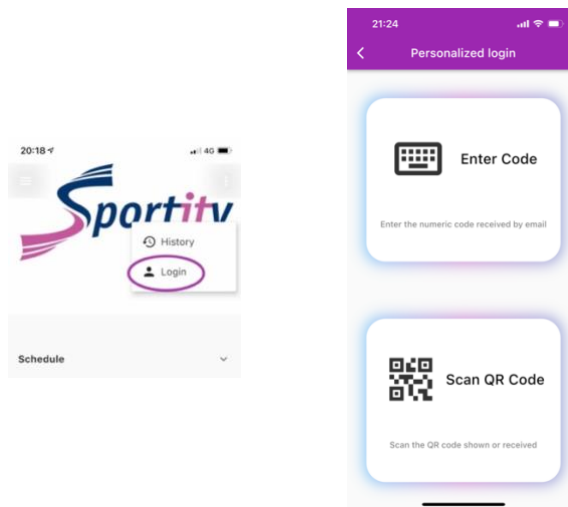 20:18
4G
Sportity
History
Login
Schedule
21:24
Personalized login
Enter Code
Enter the numeric code received by email
Scan QR Code
Scan the QR code shown or received